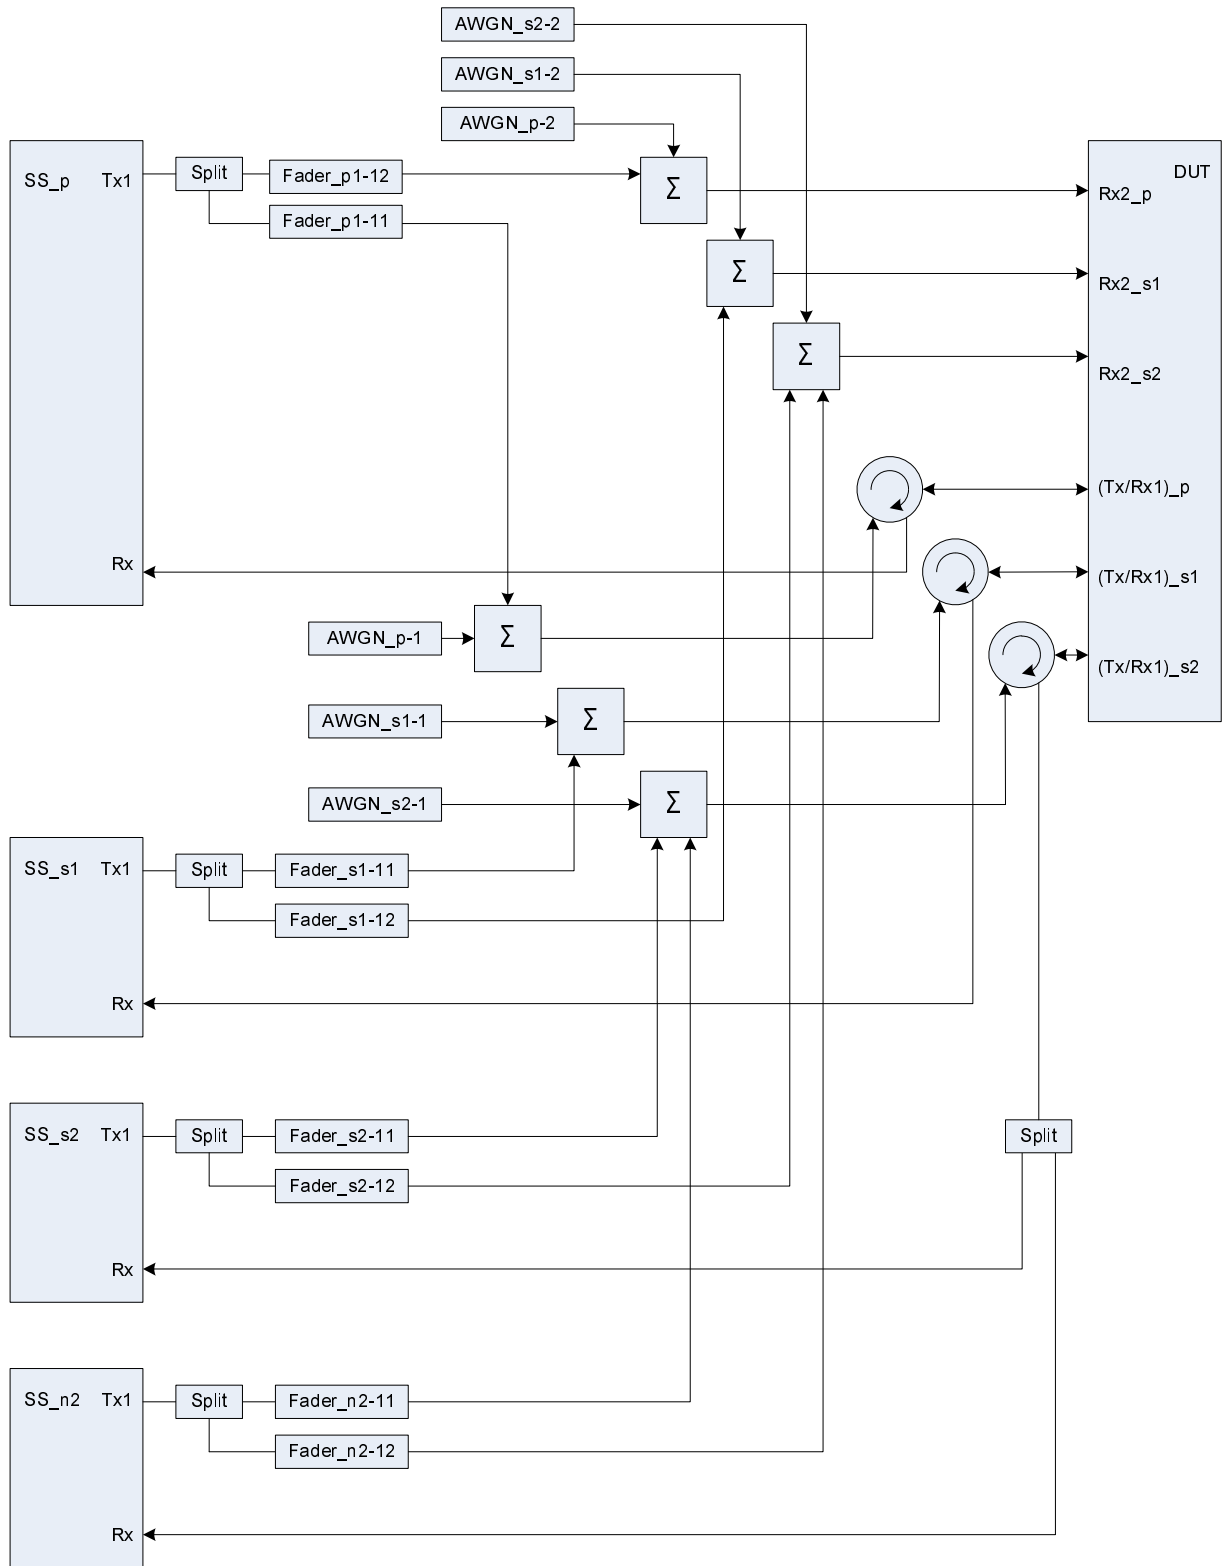 AWGN_s2-2
AWGN_s1-2
AWGN_p-2
SS_p Tx1
Split
Fader_p1-12
Fader_p1-11
Σ
DUT
Rx2_p
Σ
Rx2_s1
Σ
Rx2_s2
(Tx/Rx1)_p
Rx
(Tx/Rx1)_s1
AWGN_p-1
Σ
(Tx/Rx1)_s2
AWGN_s1-1
Σ
AWGN_s2-1
Σ
SS_s1 Tx1
Split
Fader_s1-11
Fader_s1-12
Rx
SS_s2 Tx1
Split
Fader_s2-11
Fader_s2-12
Split
Rx
SS_n2 Tx1
Split
Fader_n2-11
Fader_n2-12
Rx